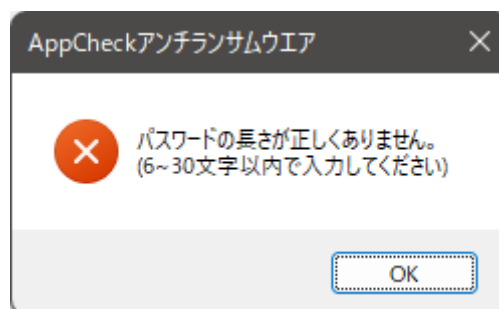 AppCheckアンチランサムウエア
パスワードの長さが正しくありません。
(6~30文字以内で入力してください)
OK